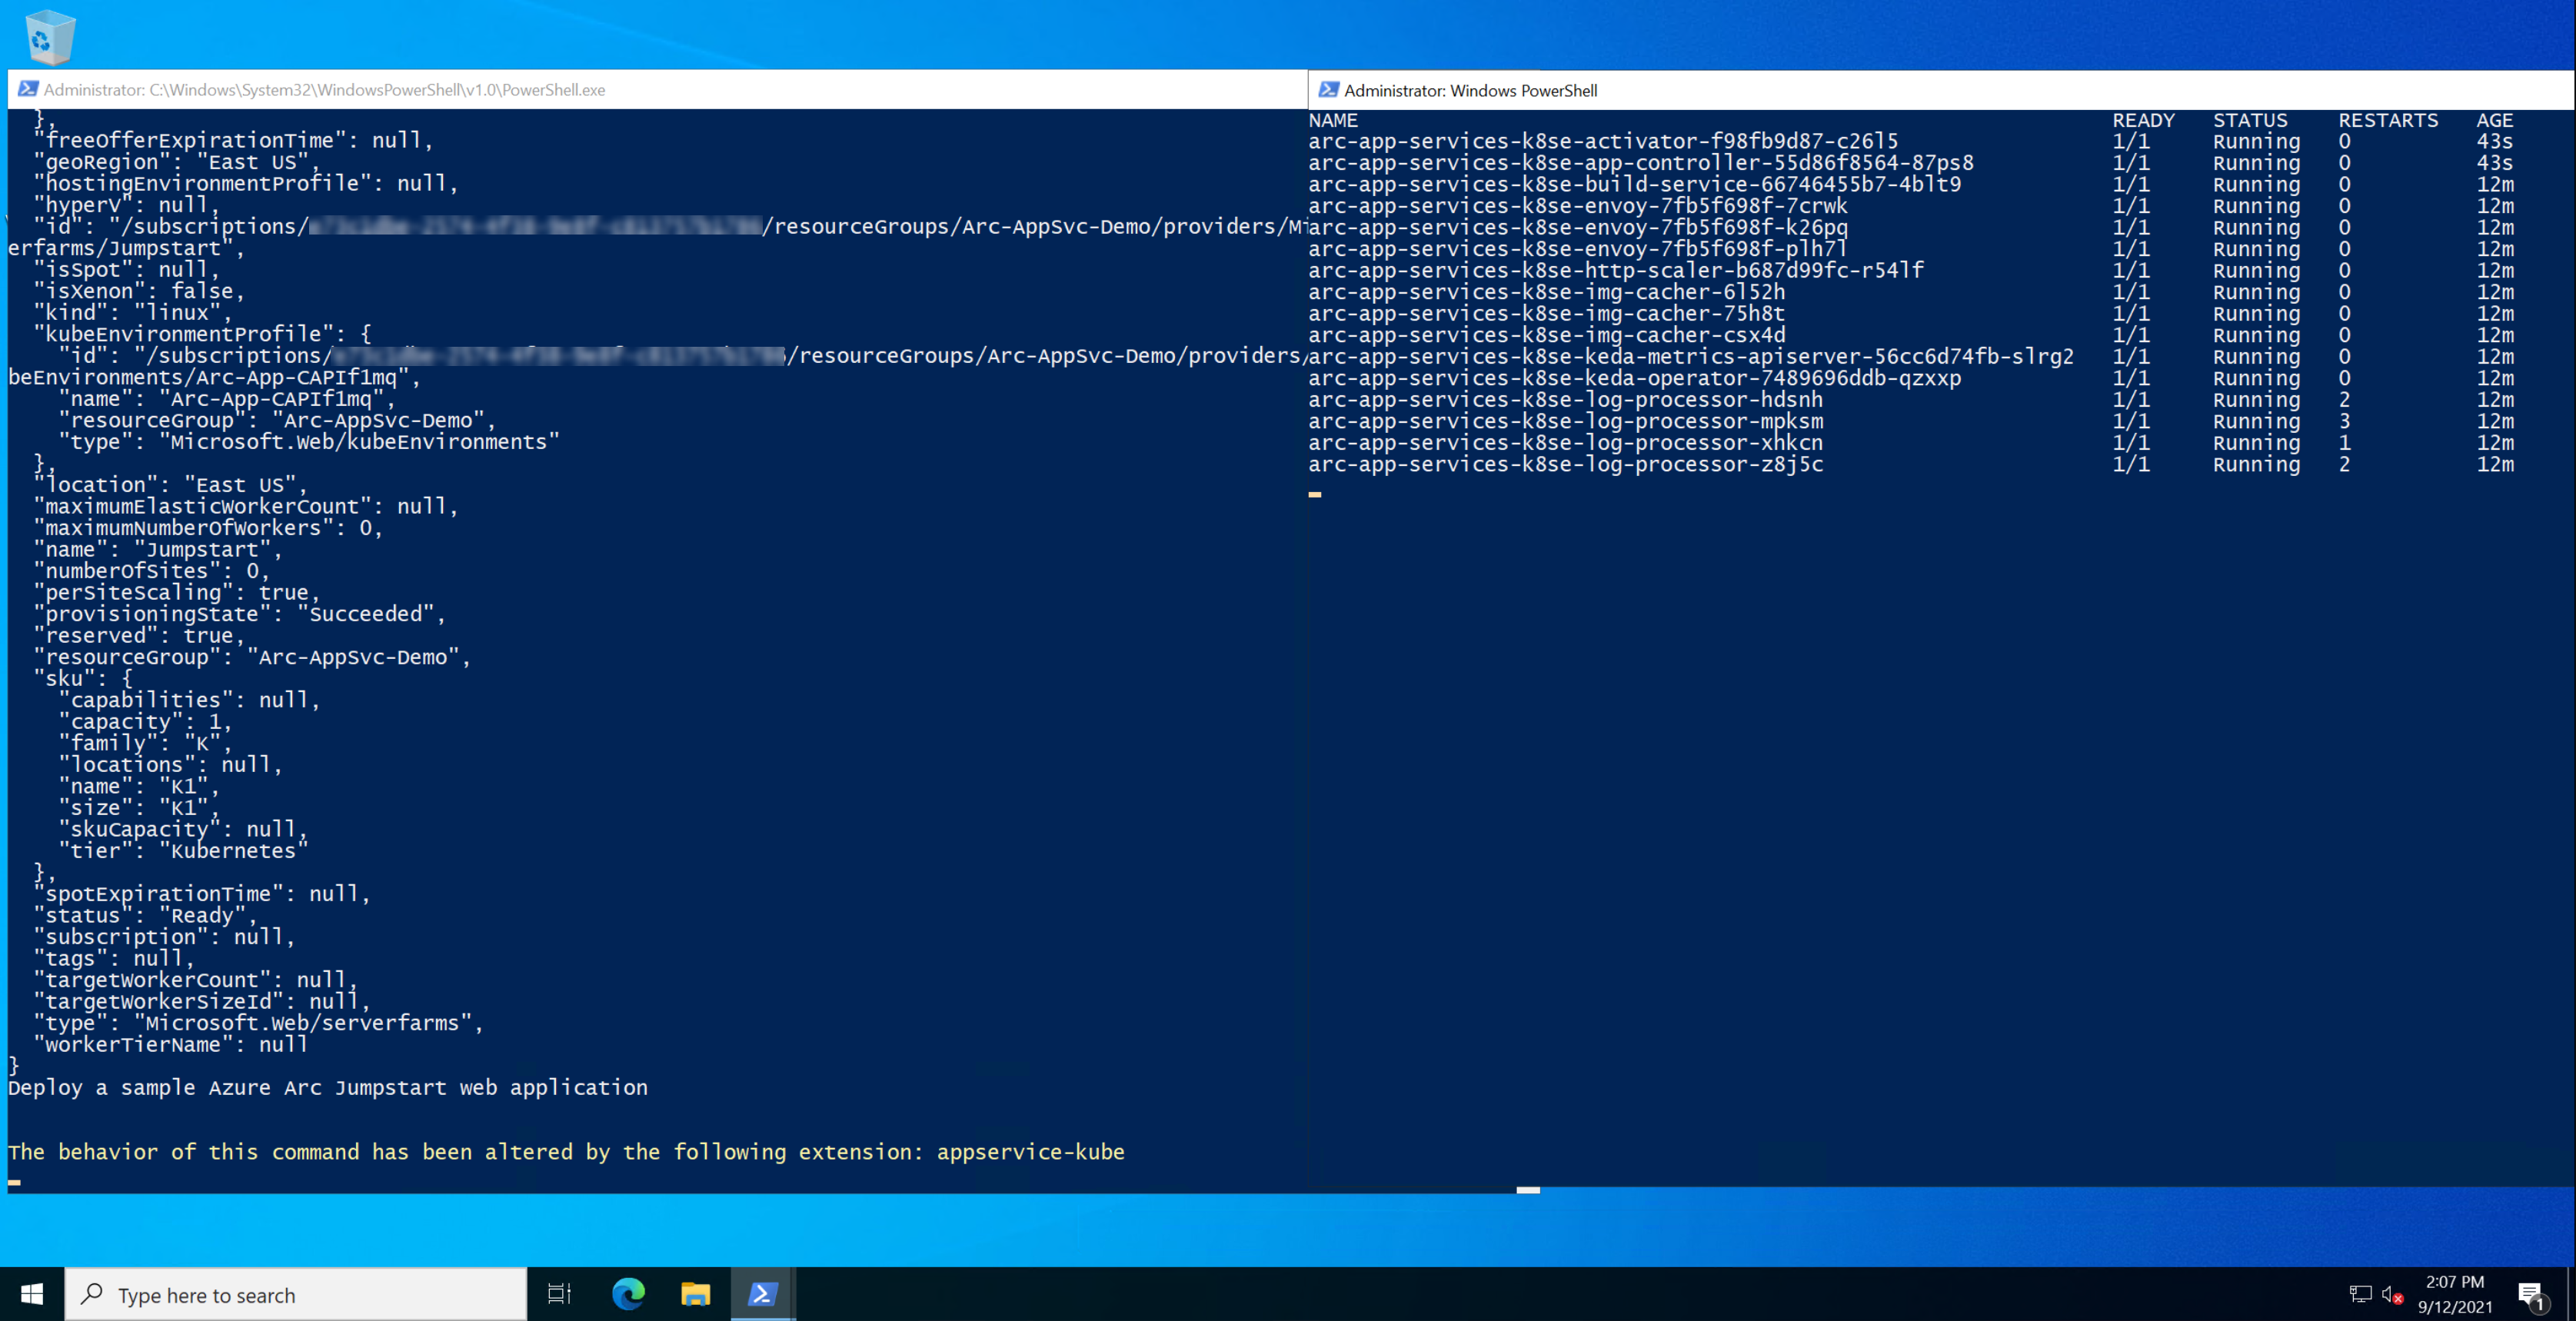 Administrator: C:\Windows\System32\WindowsPowerShell\v1.0\PowerShell.exe
},
"freeOfferExpirationTime": null,
"geoRegion": "East US",
"hostingEnvironmentProfile": null,
"hyperV": null,
"id": "/subscriptions/ /resourceGroups/Arc-AppSvc-Demo/providers/Mi
erfarms/Jumpstart",
"isSpot": null,
"isXenon": false,
"kind": "linux",
"kubeEnvironmentProfile": {
"id": "/subscriptions/ /resourceGroups/Arc-AppSvc-Demo/providers/
beEnvironments/Arc-App-CAPIf1mq",
"name": "Arc-App-CAPIf1mq",
"resourceGroup": "Arc-AppSvc-Demo",
"type": "Microsoft.Web/kubeEnvironments"
},
"location": "East US",
"maximumElasticWorkerCount": null,
"maximumNumberOfWorkers": 0,
"name": "Jumpstart",
"numberOfSites": 0,
"perSiteScaling": true,
"provisioningState": "Succeeded",
"reserved": true,
"resourceGroup": "Arc-AppSvc-Demo",
"sku": {
"capabilities": null,
"capacity": 1,
"family": "K",
"locations": null,
"name": "K1",
"size": "K1",
"skuCapacity": null,
"tier": "Kubernetes"
},
"spotExpirationTime": null,
"status": "Ready",
"subscription": null,
"tags": null,
"targetWorkerCount": null,
"targetWorkerSizeId": null,
"type": "Microsoft.Web/serverfarms",
"workerTierName": null
}
Deploy a sample Azure Arc Jumpstart web application
The behavior of this command has been altered by the following extension: appservice-kube
Administrator: Windows PowerShell
NAME READY STATUS RESTARTS AGE
arc-app-services-k8se-activator-f98fb9d87-c26l5 1/1 Running 0 43s
arc-app-services-k8se-app-controller-55d86f8564-87ps8 1/1 Running 0 43s
arc-app-services-k8se-build-service-66746455b7-4blt9 1/1 Running 0 12m
arc-app-services-k8se-envoy-7fb5f698f-7crwk 1/1 Running 0 12m
arc-app-services-k8se-envoy-7fb5f698f-k26pq 1/1 Running 0 12m
arc-app-services-k8se-envoy-7fb5f698f-plh7l 1/1 Running 0 12m
arc-app-services-k8se-http-scaler-b687d99fc-r54lf 1/1 Running 0 12m
arc-app-services-k8se-img-cacher-6l52h 1/1 Running 0 12m
arc-app-services-k8se-img-cacher-75h8t 1/1 Running 0 12m
arc-app-services-k8se-img-cacher-csx4d 1/1 Running 0 12m
arc-app-services-k8se-keda-metrics-apiserver-56cc6d74fb-slrg2 1/1 Running 0 12m
arc-app-services-k8se-keda-operator-7489696ddb-qzxxp 1/1 Running 0 12m
arc-app-services-k8se-log-processor-hdsnh 1/1 Running 2 12m
arc-app-services-k8se-log-processor-mpksm 1/1 Running 3 12m
arc-app-services-k8se-log-processor-xhkcn 1/1 Running 1 12m
arc-app-services-k8se-log-processor-z8j5c 1/1 Running 2 12m
Type here to search
2:07 PM
9/12/2021
1